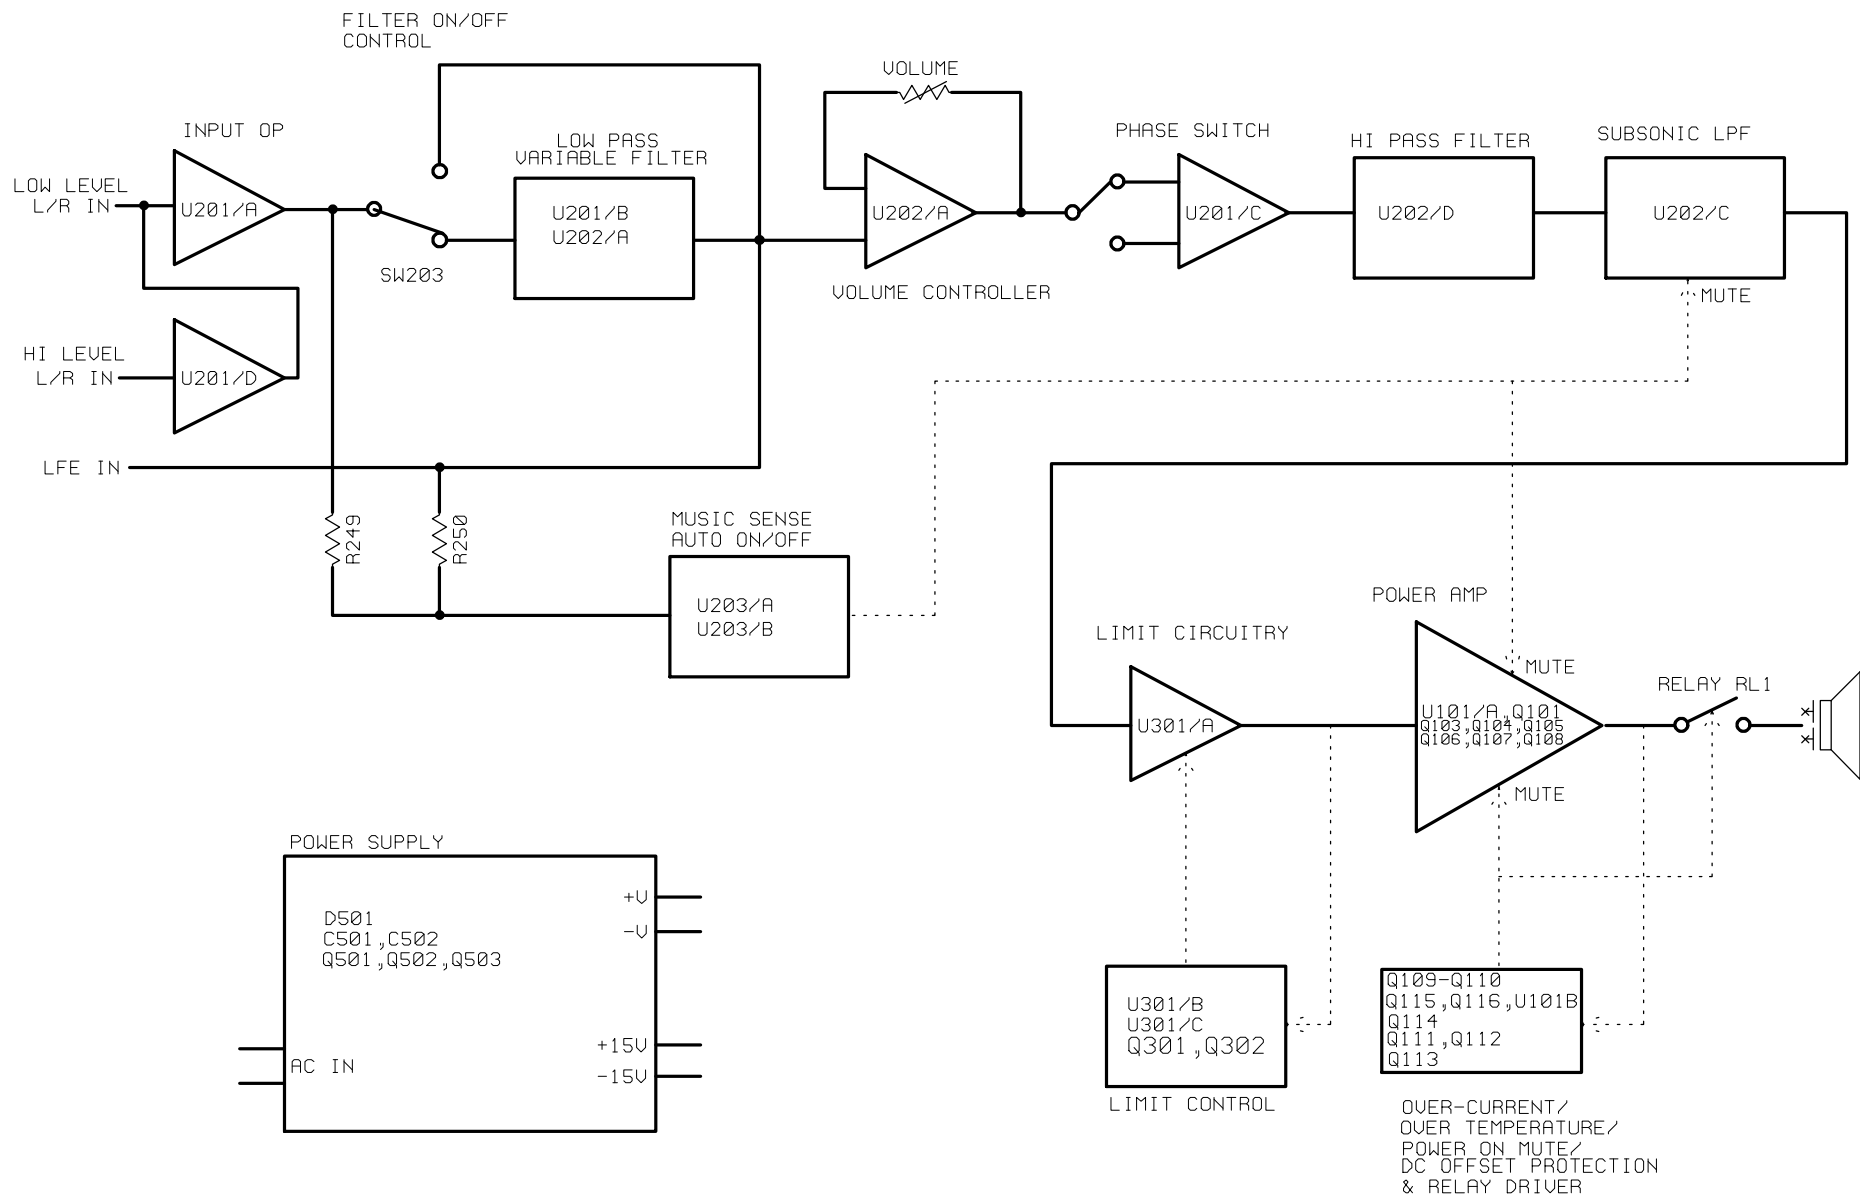 FILTER ON/OFF
CONTROL
VOLUME
INPUT OP
LOW PASS
VARIABLE FILTER
PHASE SWITCH
HI PASS FILTER
SUBSONIC LPF
LOW LEVEL
L/R IN
U201/A
U201/B
U202/A
U202/A
U201/C
U202/D
U202/C
SW203
VOLUME CONTROLLER
MUTE
HI LEVEL
L/R IN
U201/D
LFE IN
R249
R250
MUSIC SENSE
AUTO ON/OFF
U203/A
U203/B
POWER AMP
LIMIT CIRCUITRY
MUTE
RELAY RL1
U301/A
U101/A,Q101
Q103,Q104,Q105
Q106,Q107,Q108
MUTE
POWER SUPPLY
+V
D501
-V
C501,C502
Q501,Q502,Q503
+15V
AC IN
-15V
U301/B
U301/C
Q301,Q302
LIMIT CONTROL
Q109-Q110
Q115,Q116,U101B
Q114
Q111,Q112
Q113
OVER-CURRENT/
OVER TEMPERATURE/
POWER ON MUTE/
DC OFFSET PROTECTION
& RELAY DRIVER